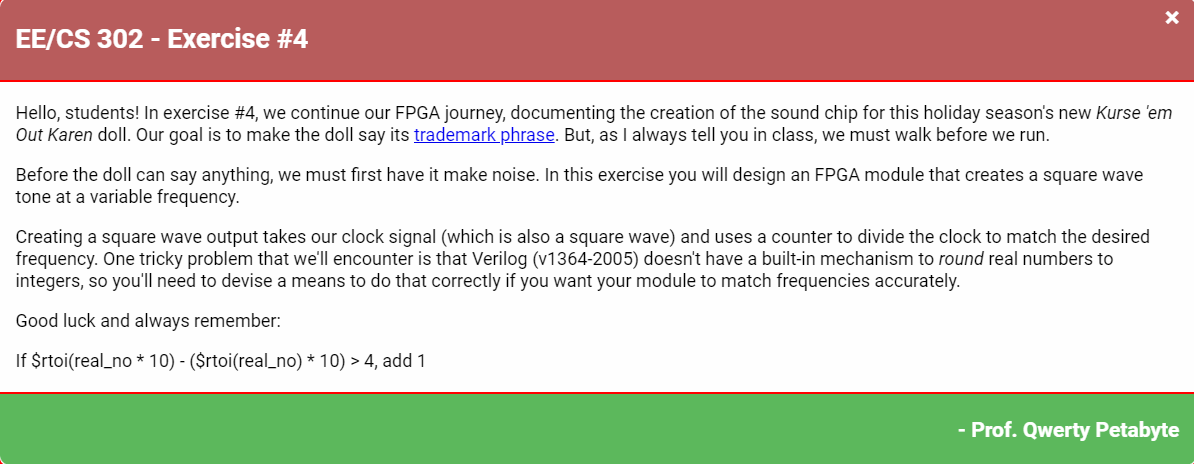 ×
EE/CS 302 - Exercise #4
Hello, students! In exercise #4, we continue our FPGA journey, documenting the creation of the sound chip for this holiday season's new Kurse 'em
Out Karen doll. Our goal is to make the doll say its trademark phrase. But, as I always tell you in class, we must walk before we run.
Before the doll can say anything, we must first have it make noise. In this exercise you will design an FPGA module that creates a square wave
tone at a variable frequency.
Creating a square wave output takes our clock signal (which is also a square wave) and uses a counter to divide the clock to match the desired
frequency. One tricky problem that we'll encounter is that Verilog (v1364-2005) doesn't have a built-in mechanism to round real numbers to
integers, so you'll need to devise a means to do that correctly if you want your module to match frequencies accurately.
Good luck and always remember:
If $rtoi(real_no * 10) - ($rtoi(real_no) * 10) > 4, add 1
- Prof. Qwerty Petabyte